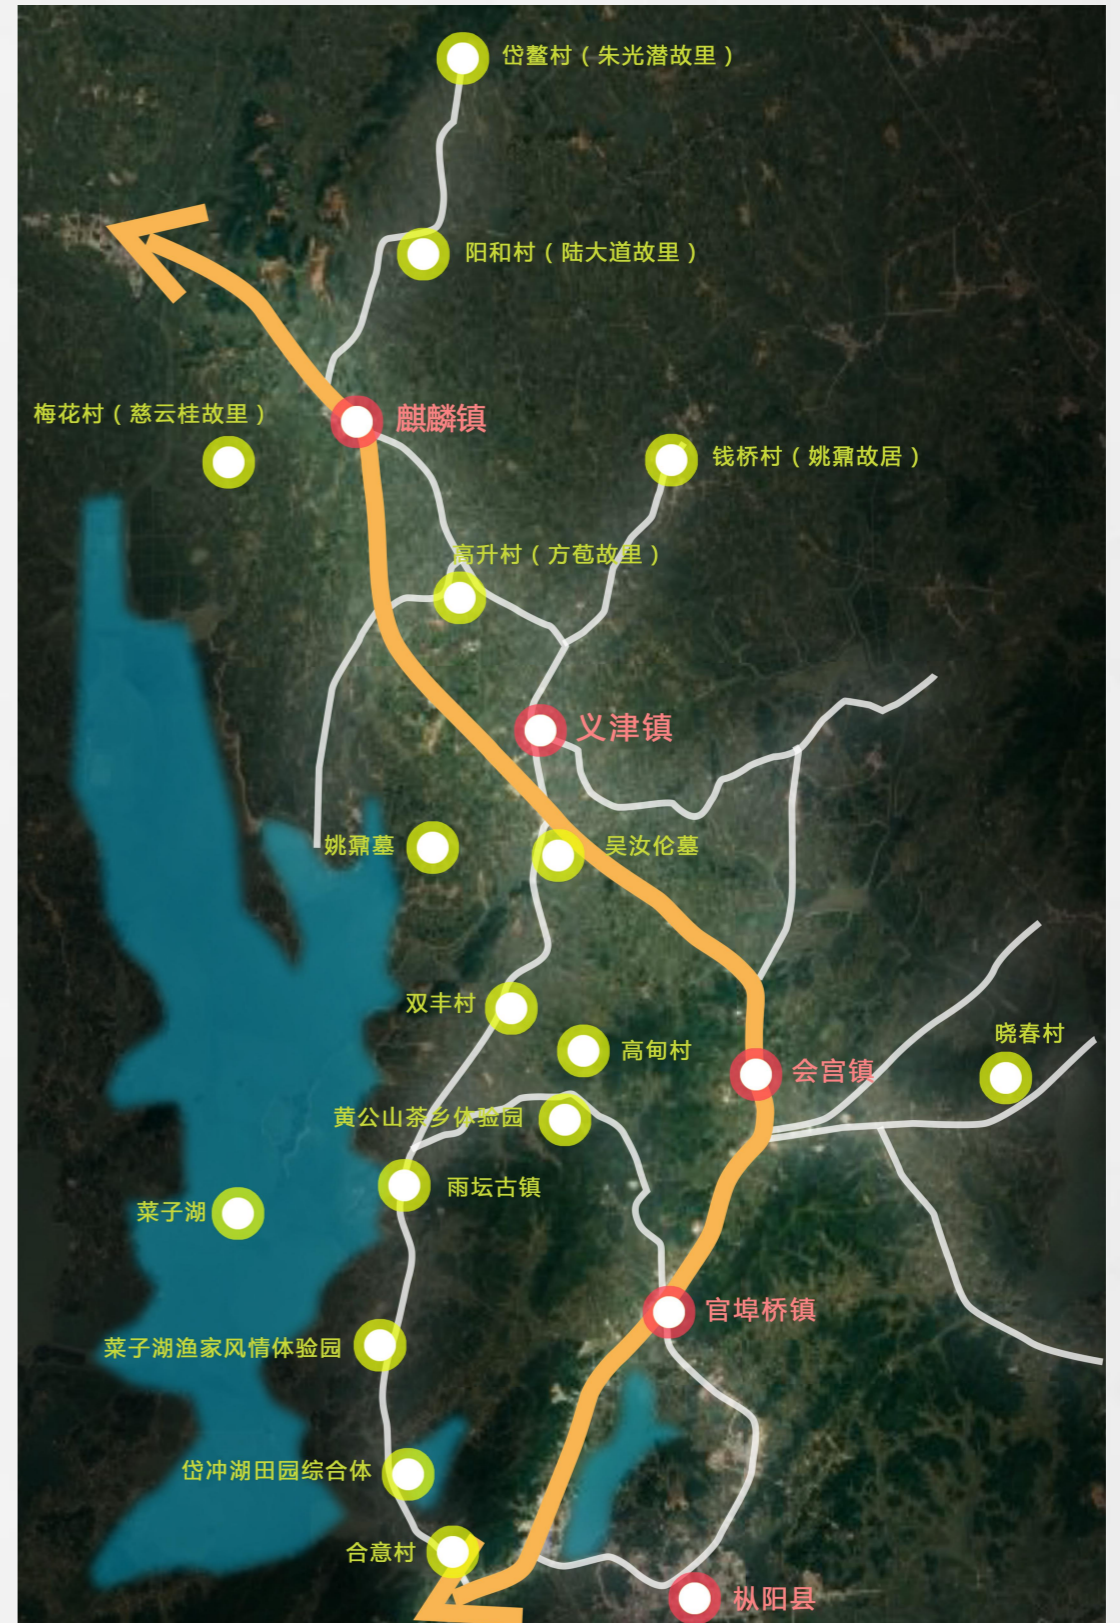 岱鳌村（朱光潜故里）
阳和村（陆大道故里）
梅花村（慈云桂故里）
麒麟镇
钱桥村（姚鼐故居）
高升村（方苞故里）
义津镇
姚鼐墓
吴汝伦墓
双丰村
高甸村
晓春村
会宫镇
黄公山茶乡体验园
雨坛古镇
菜子湖
官埠桥镇
菜子湖渔家风情体验园
岱冲湖田园综合体
合意村
枞阳县